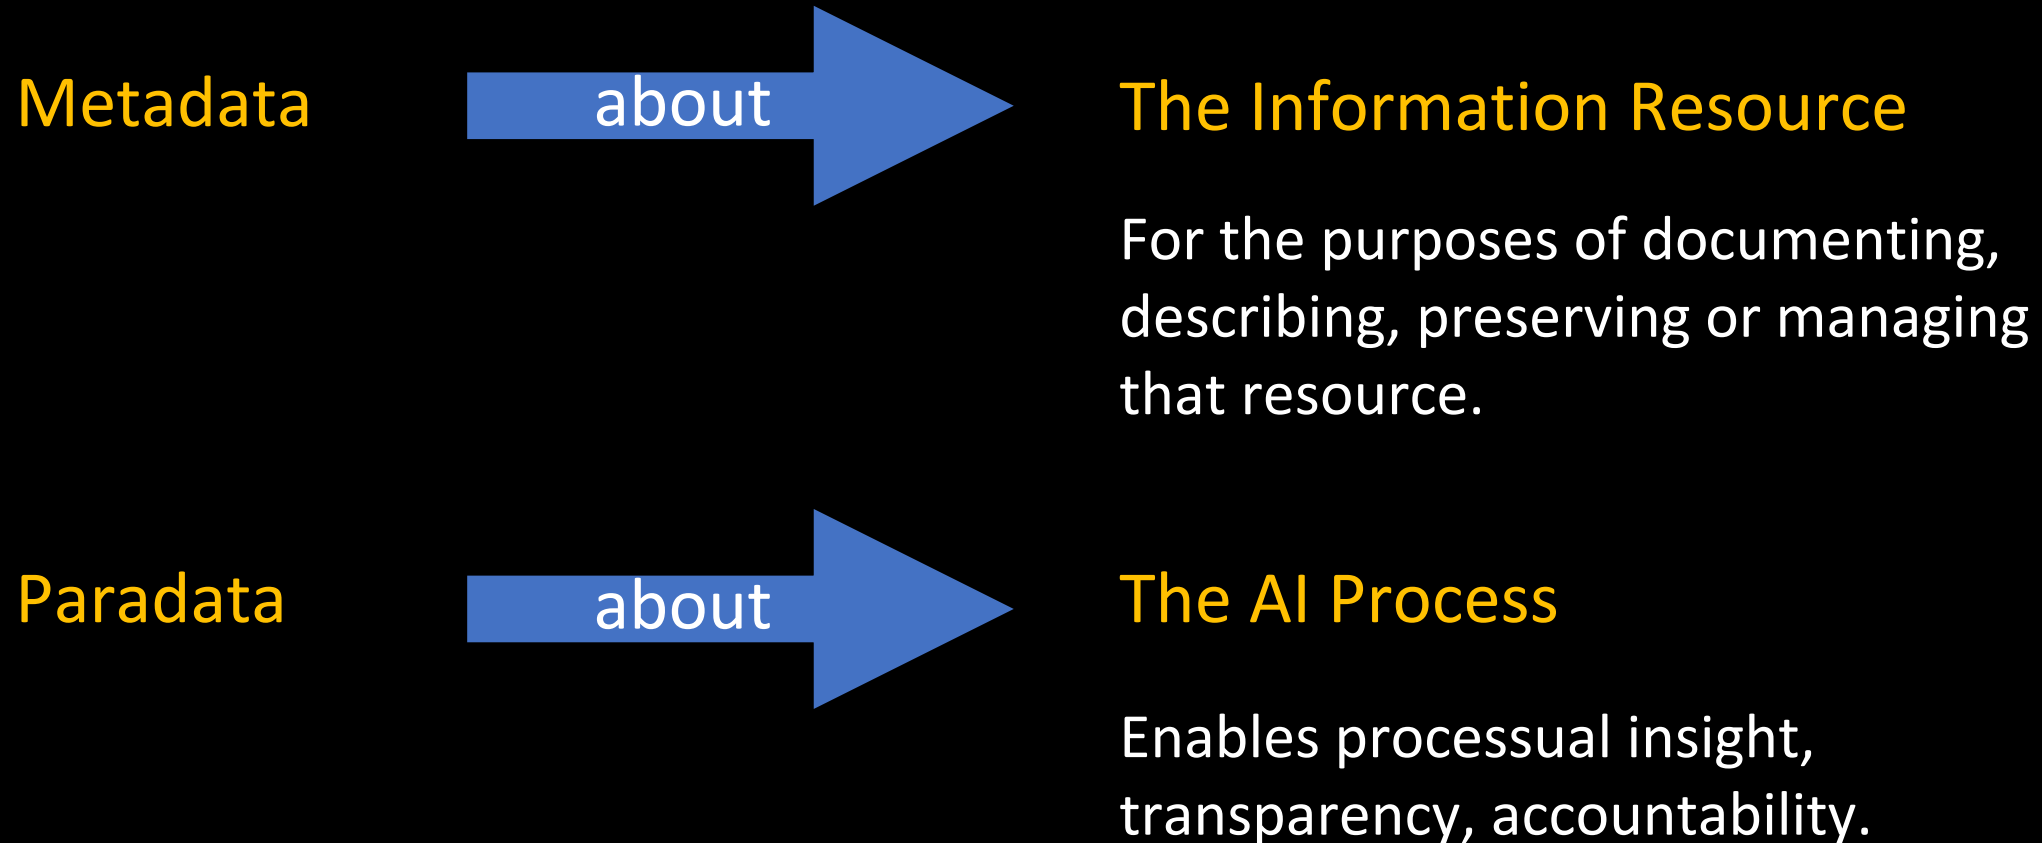 Metadata
about
The Information Resource
For the purposes of documenting,
describing, preserving or managing
that resource.
Paradata
about
The AI Process
Enables processual insight,
transparency, accountability.